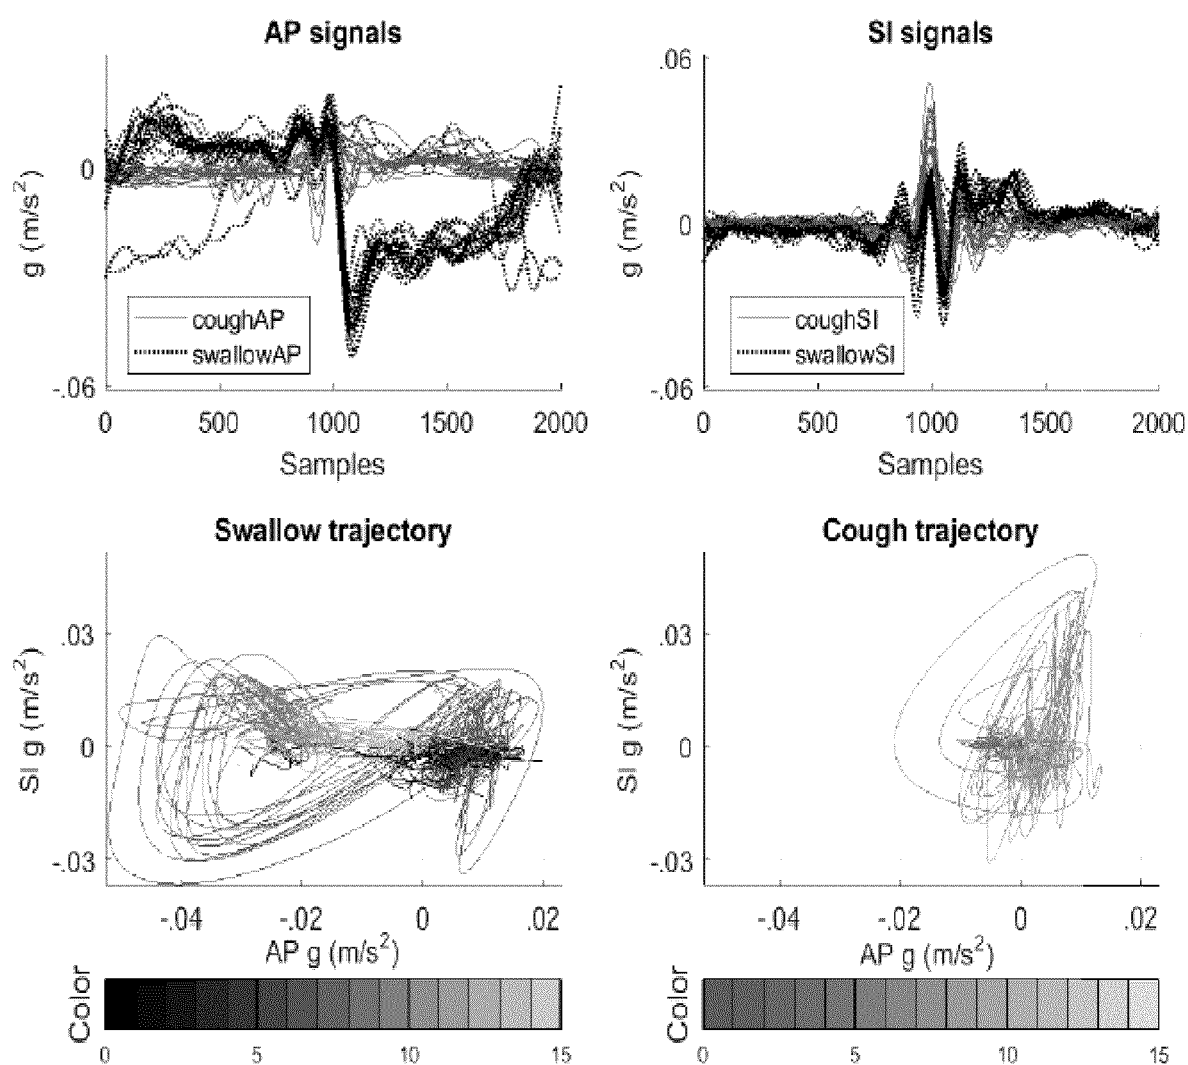 AP signals
0
-.06
g (m/s²)
coughAP
swallowAP
0 500 1000 1500 2000
Samples
SI signals
.06
0
-.06
g (m/s²)
coughSI
swallowSI
0 500 1000 1500 2000
Samples
Swallow trajectory
.03
0
-.03
SI g (m/s²)
-.04 -.02 0 .02
AP g (m/s²)
Color
0 5 10 15
Cough trajectory
.03
0
-.03
SI g (m/s²)
-.04 -.02 0 .02
AP g (m/s²)
Color
0 5 10 15